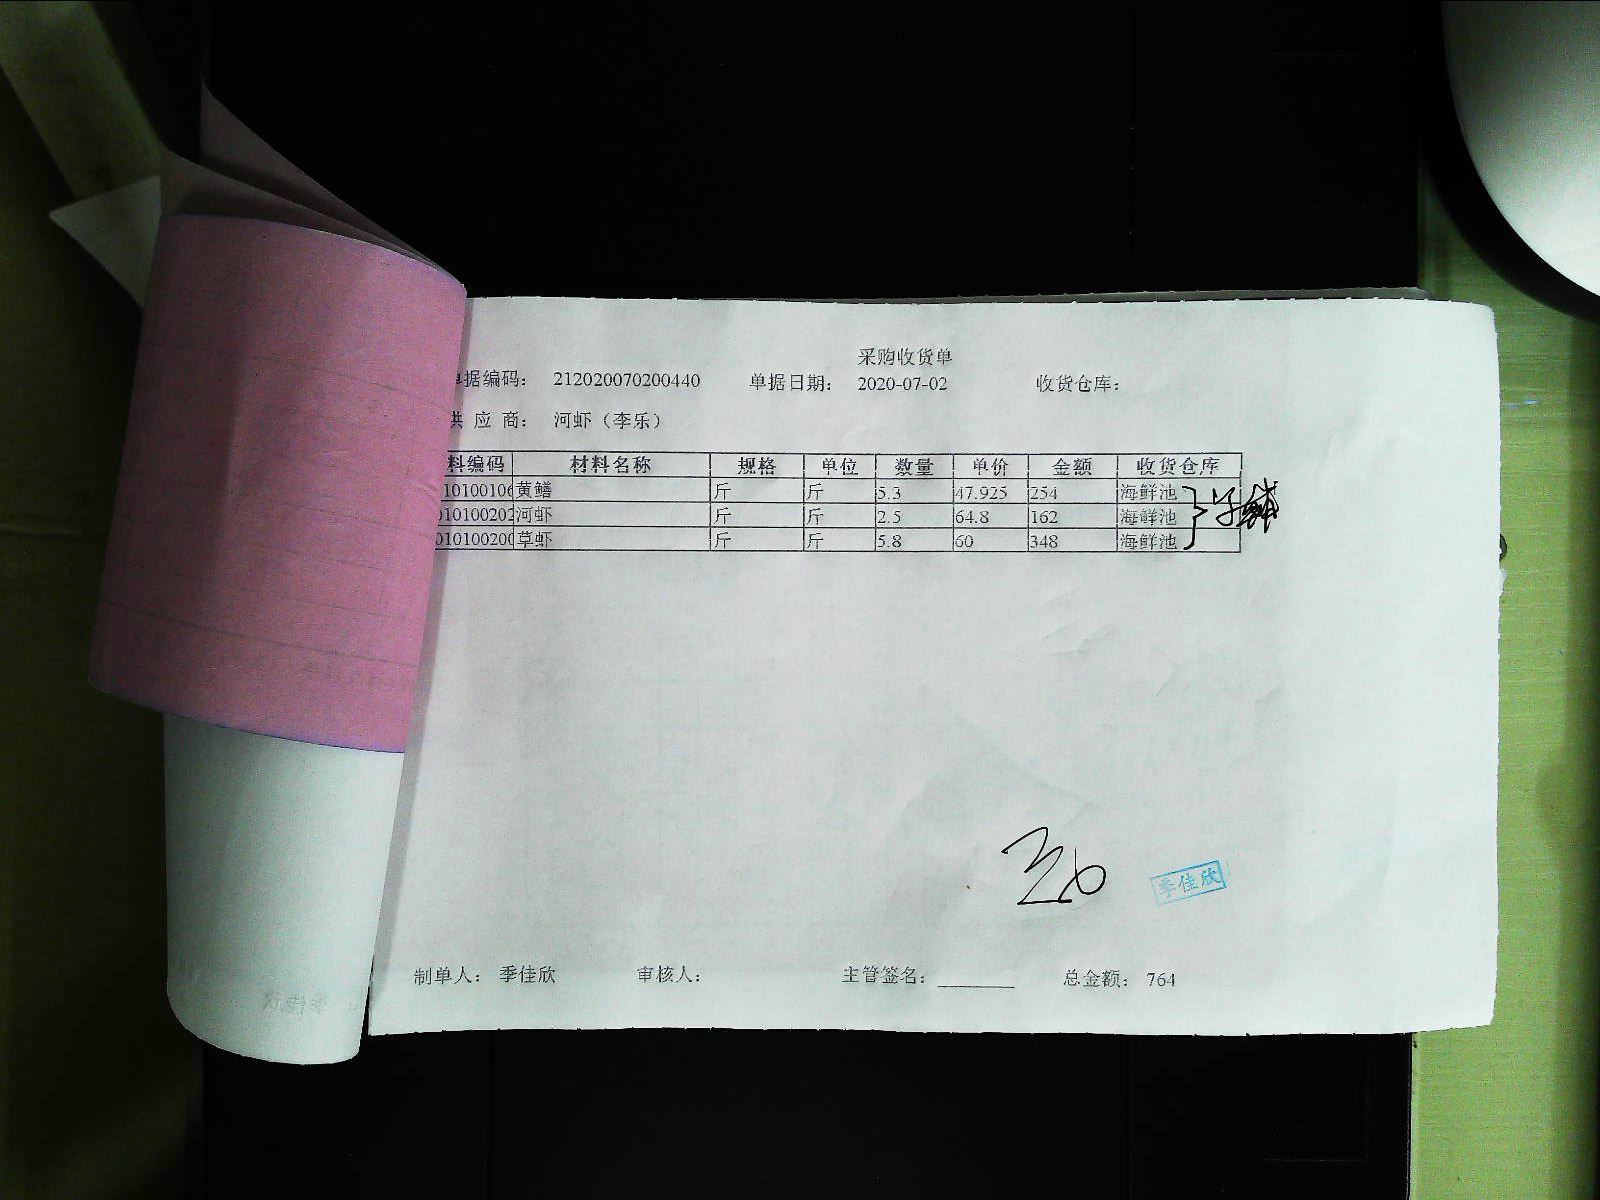 采购收货单
单据编码： 212020070200440 单据日期： 2020-07-02 收货仓库：
供 应 商： 河虾（李乐）
料编码 材料名称 规格 单位 数量 单价 金额 收货仓库
10100106 黄鳝 斤 斤 5.3 47.925 254 海鲜池
010100202 河虾 斤 斤 2.5 64.8 162 海鲜池
010100200 草虾 斤 斤 5.8 60 348 海鲜池
季佳欣
制单人： 季佳欣 审核人： 主管签名： 总金额： 764